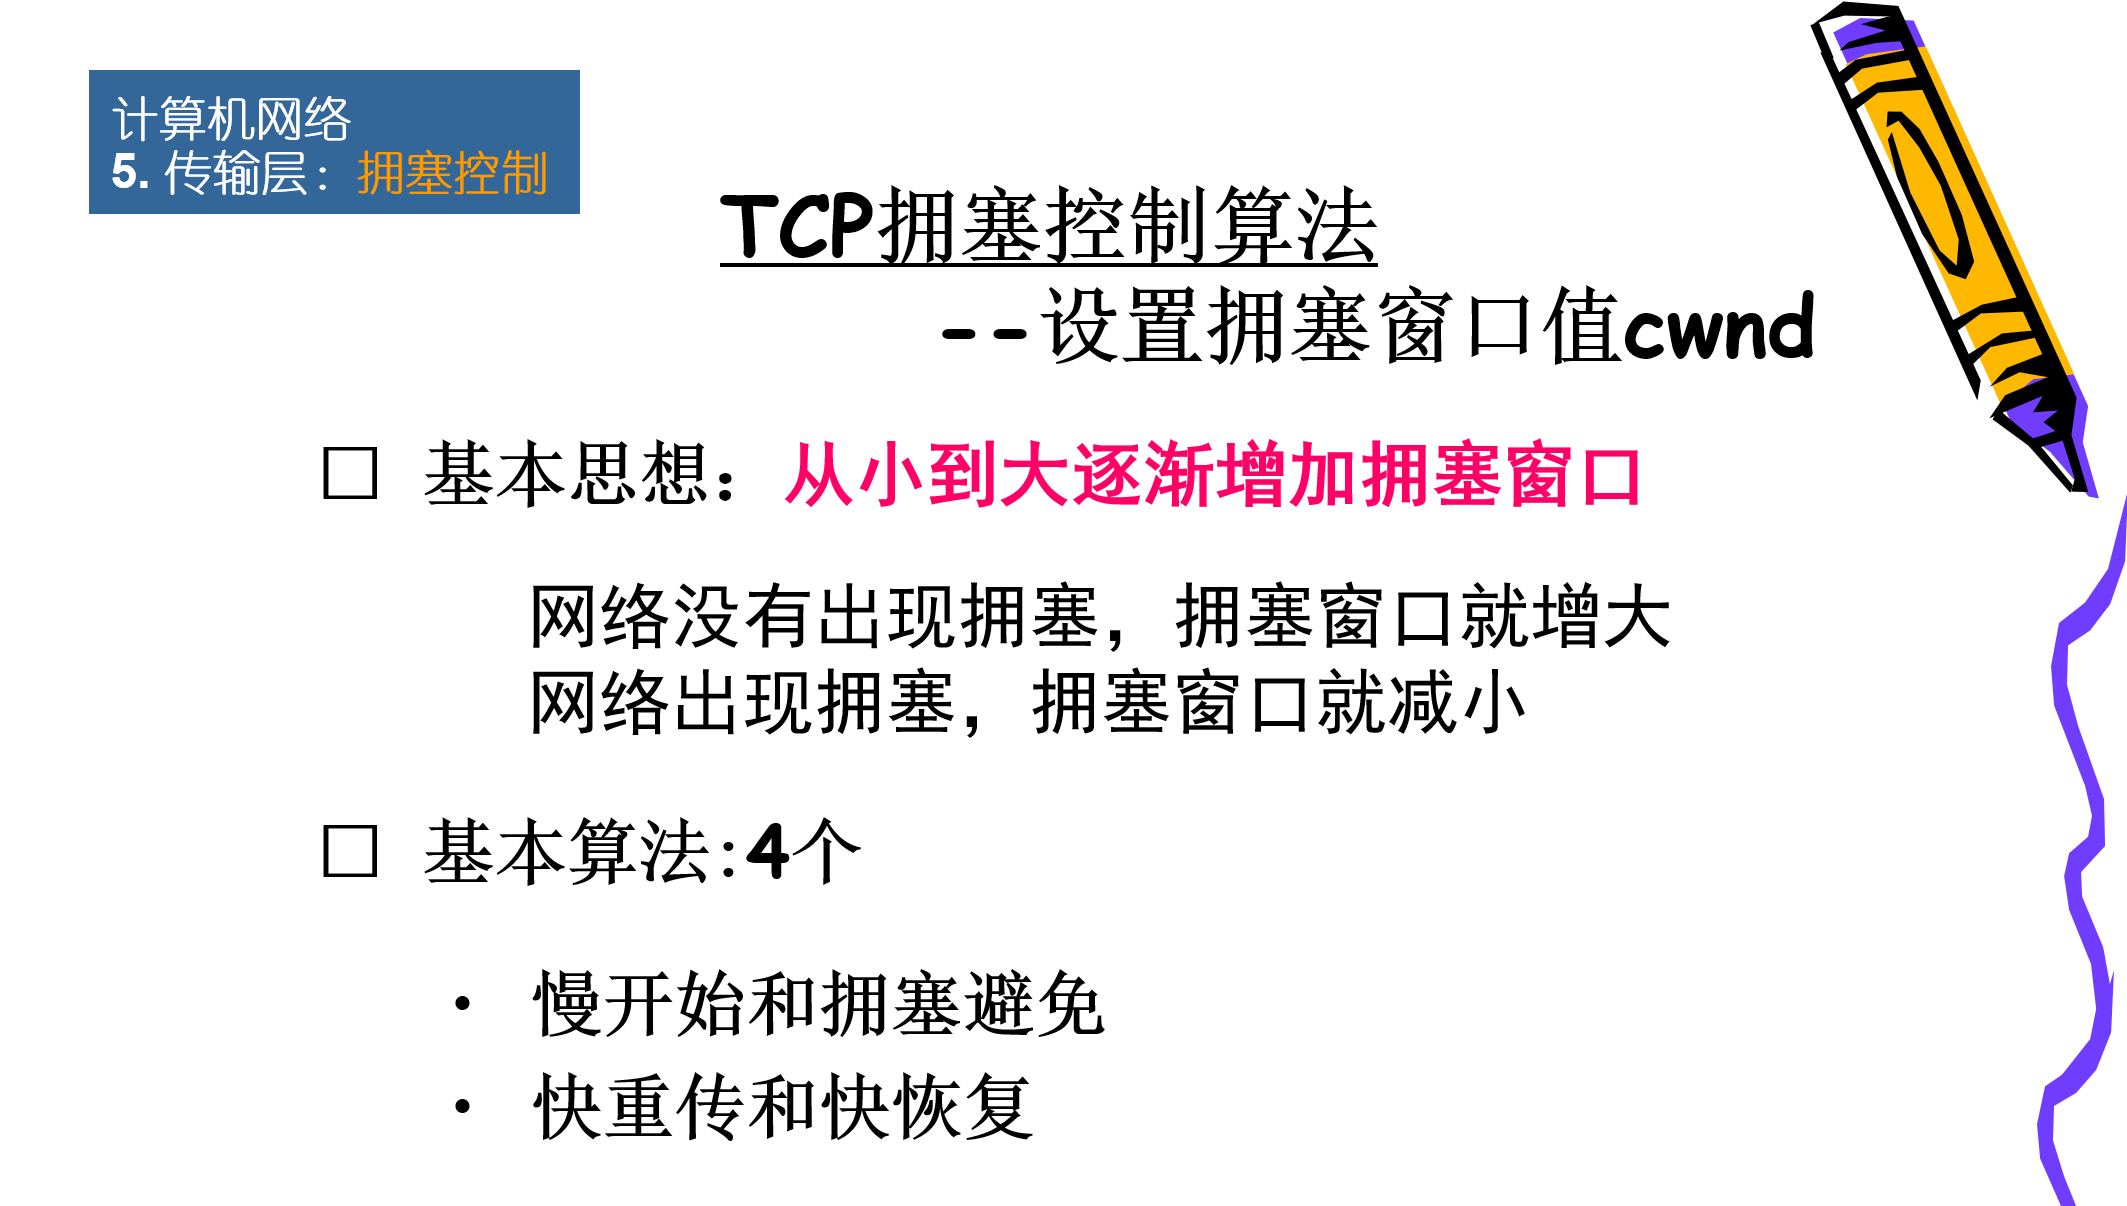 计算机网络
5. 传输层：拥塞控制
TCP拥塞控制算法
--设置拥塞窗口值cwnd
□ 基本思想：从小到大逐渐增加拥塞窗口
网络没有出现拥塞，拥塞窗口就增大
网络出现拥塞，拥塞窗口就减小
□ 基本算法:4个
• 慢开始和拥塞避免
• 快重传和快恢复